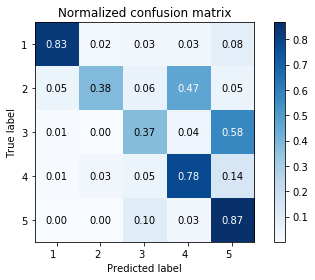 Normalized confusion matrix
1 0.83 0.02 0.03 0.03 0.08
2 0.05 0.38 0.06 0.47 0.05
3 0.01 0.00 0.37 0.04 0.58
4 0.01 0.03 0.05 0.78 0.14
5 0.00 0.00 0.10 0.03 0.87
1 2 3 4 5
True label
Predicted label
0.8
0.7
0.6
0.5
0.4
0.3
0.2
0.1